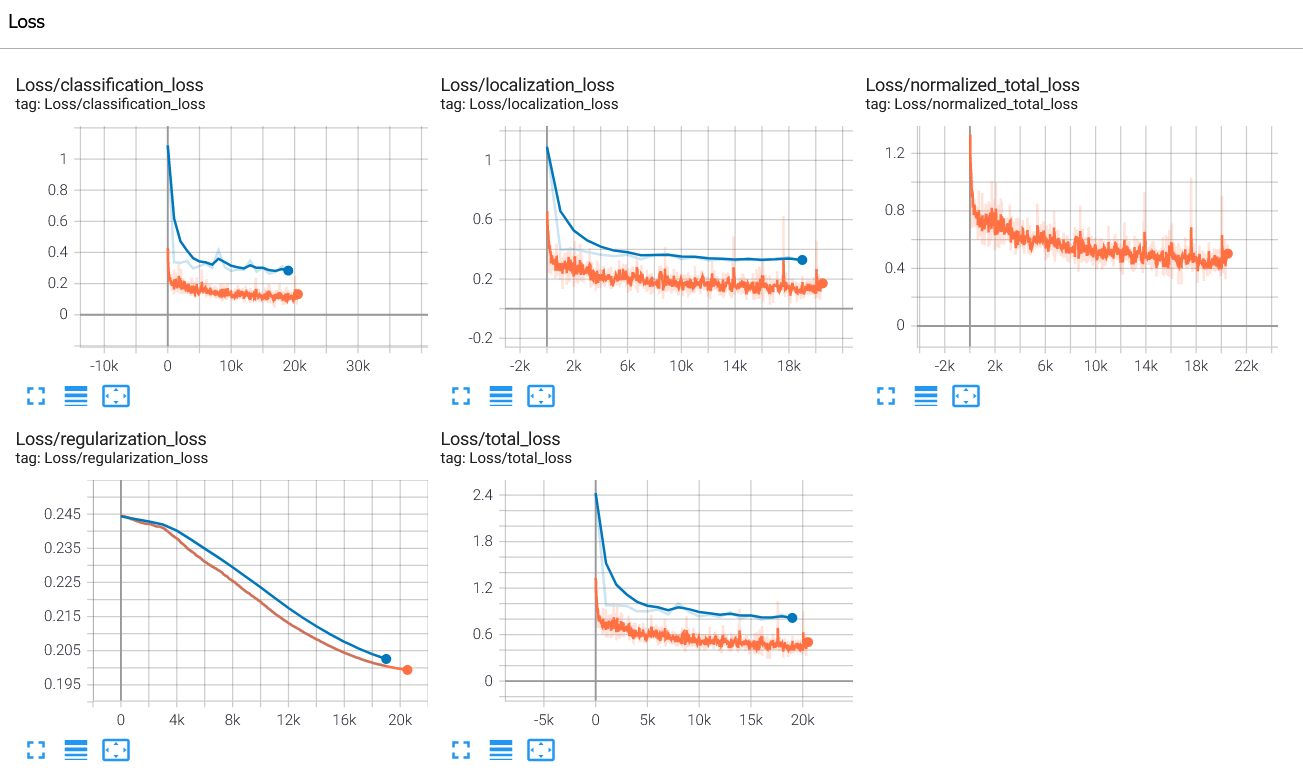 Loss
Loss/classification_loss
tag: Loss/classification_loss
1
0.8
0.6
0.4
0.2
0
-10k 0 10k 20k 30k
Loss/localization_loss
tag: Loss/localization_loss
1
0.6
0.2
-0.2
-2k 2k 6k 10k 14k 18k
Loss/normalized_total_loss
tag: Loss/normalized_total_loss
1.2
0.8
0.4
0
-2k 2k 6k 10k 14k 18k 22k
Loss/regularization_loss
tag: Loss/regularization_loss
0.245
0.235
0.225
0.215
0.205
0.195
0 4k 8k 12k 16k 20k
Loss/total_loss
tag: Loss/total_loss
2.4
1.8
1.2
0.6
0
-5k 0 5k 10k 15k 20k